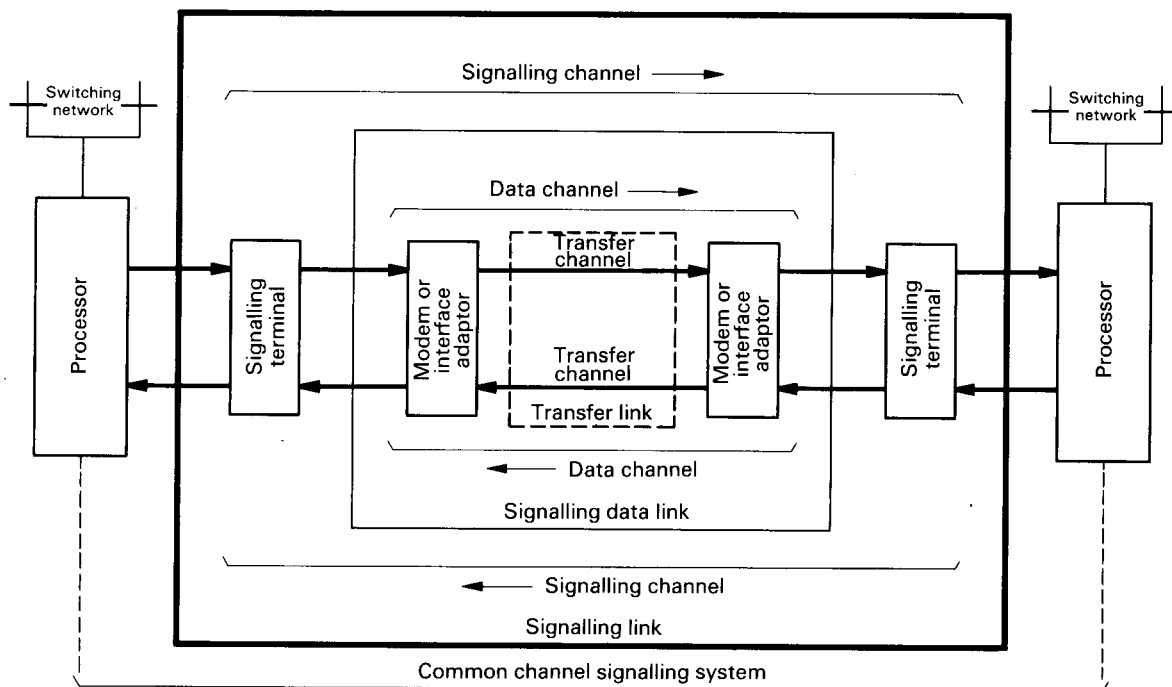 Signalling channel
Switching
network
Switching
network
Data channel
Transfer
channel
Processor
Signalling
terminal
Modem or
interface
adaptor
Modem or
interface
adaptor
Signalling
terminal
Processor
Transfer
channel
Transfer link
Data channel
Signalling data link
Signalling channel
Signalling link
Common channel signalling system